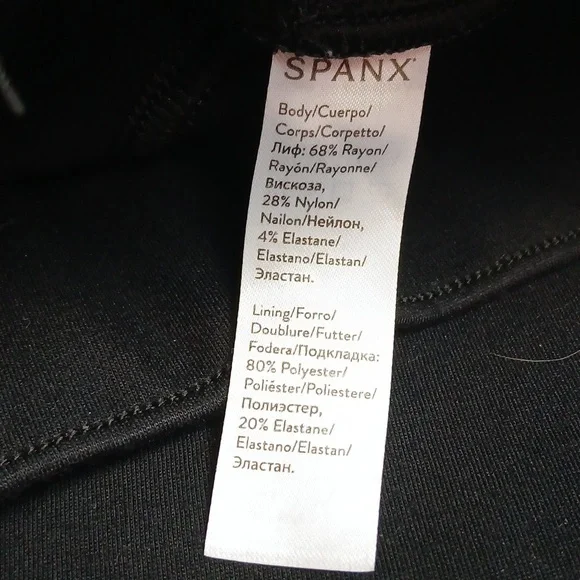 SPANX
Body/Cuerpo/
Corps/Corpetto/
Лиф: 68% Rayon/
Rayón/Rayonne/
Вискоза,
28% Nylon/
Nailon/Нейлон,
4% Elastane/
Elastano/Elastan/
Эластан.
Lining/Forro/
Doublure/Futter/
Fodera/Подкладка:
80% Polyester/
Poliéster/Poliestere/
Полиэстер,
20% Elastane/
Elastano/Elastan/
Эластан.